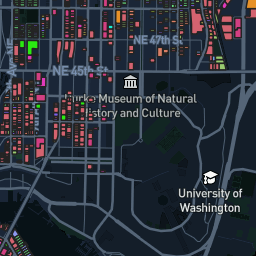 NE 47th St
NE 45th St
Burke Museum of Natural
History and Culture
University of
Washington